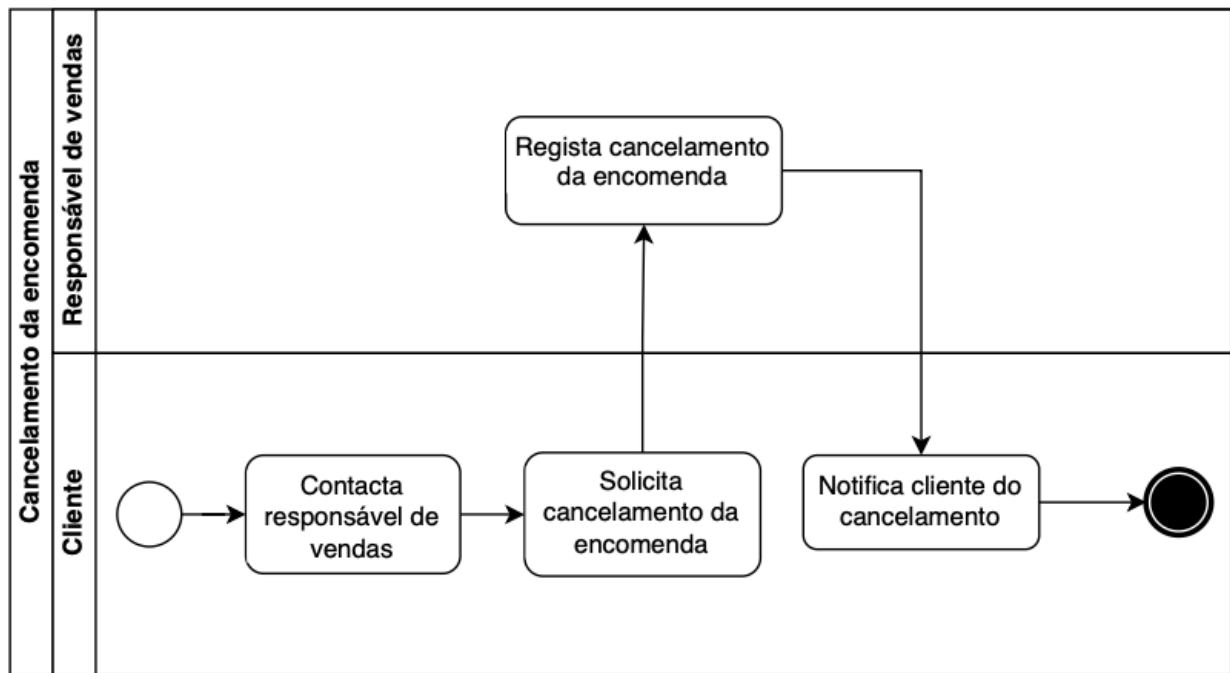 Cancelamento da encomenda
Responsável de vendas
Regista cancelamento
da encomenda
Cliente
Contacta
responsável de
vendas
Solicita
cancelamento da
encomenda
Notifica cliente do
cancelamento